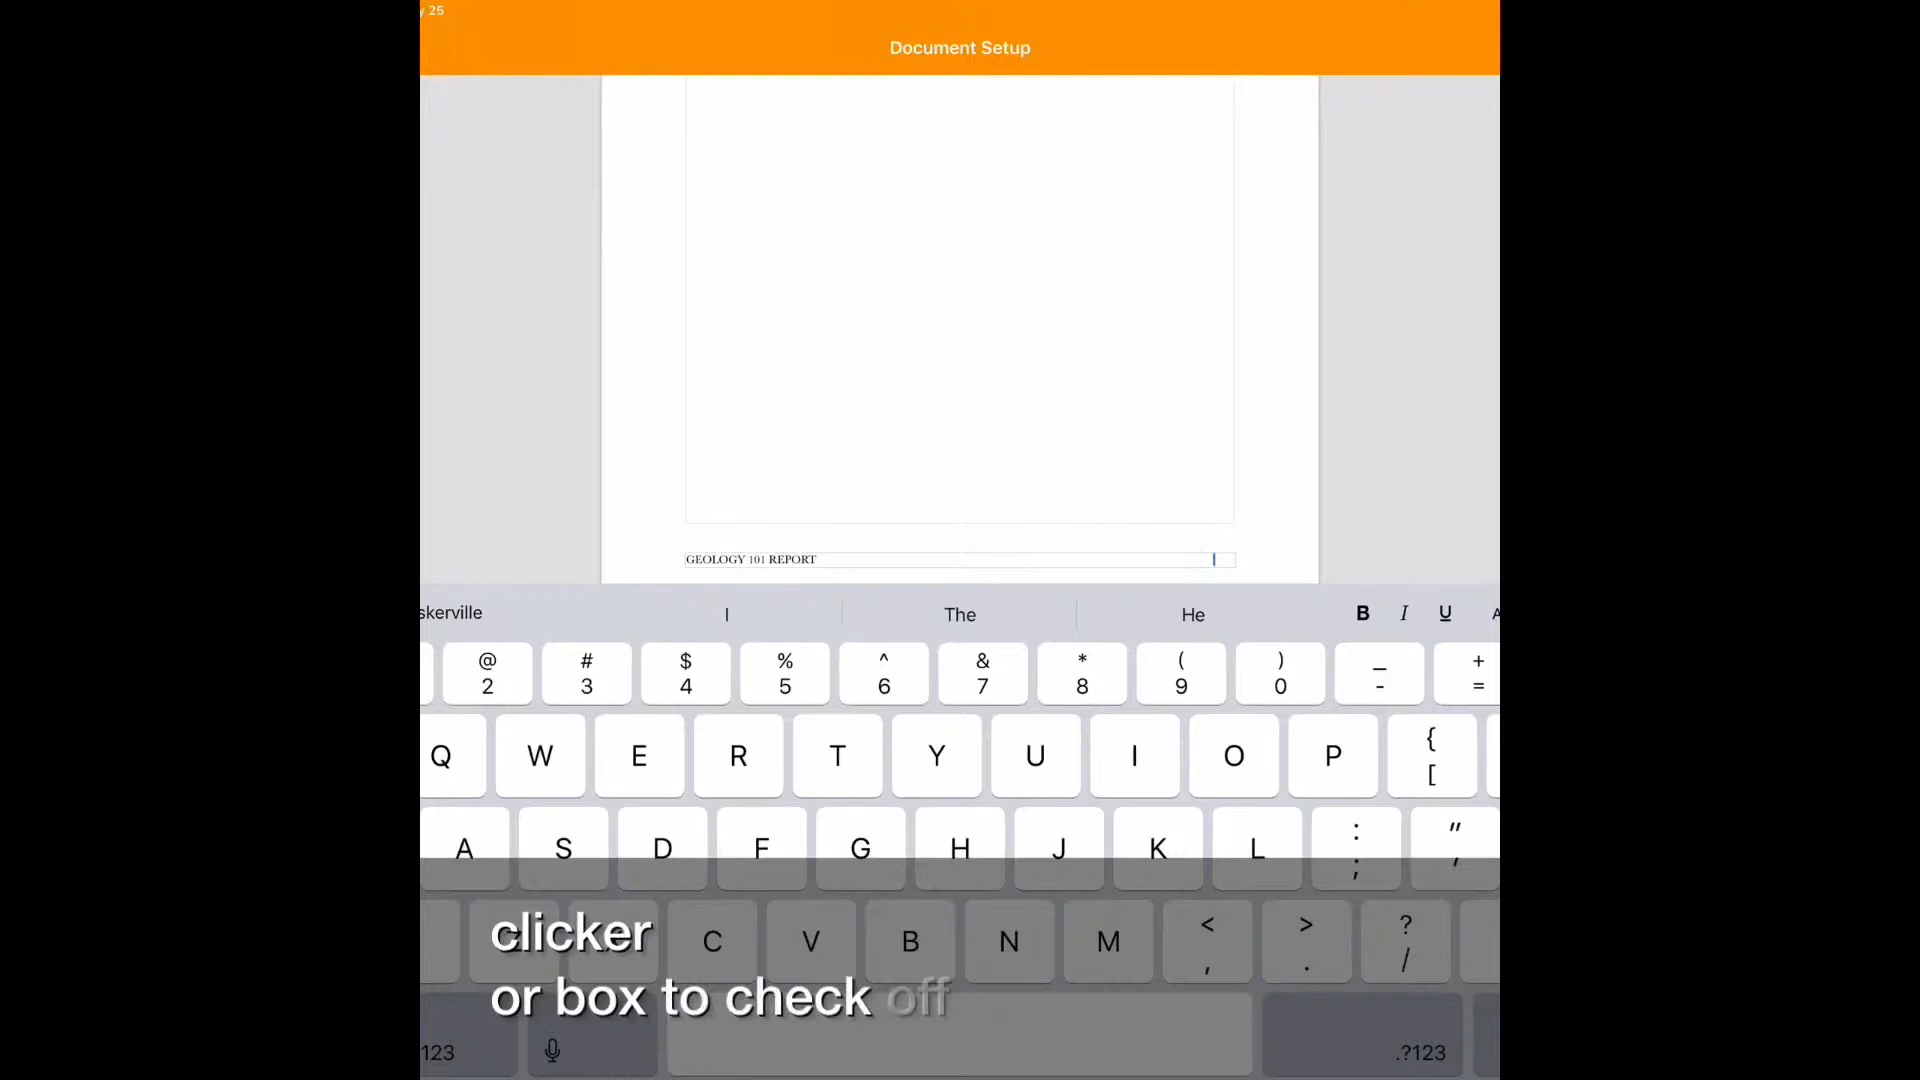 y 25
Document Setup
GEOLOGY 101 REPORT
skerville I The He B I U A
@ # $ % ^ & * ( ) _ +
2 3 4 5 6 7 8 9 0 - =
Q W E R T Y U I O P { [
A S D F G H J K L : ; " '
C V B N M < , > . ? /
clicker
or box to check off
123 .?123